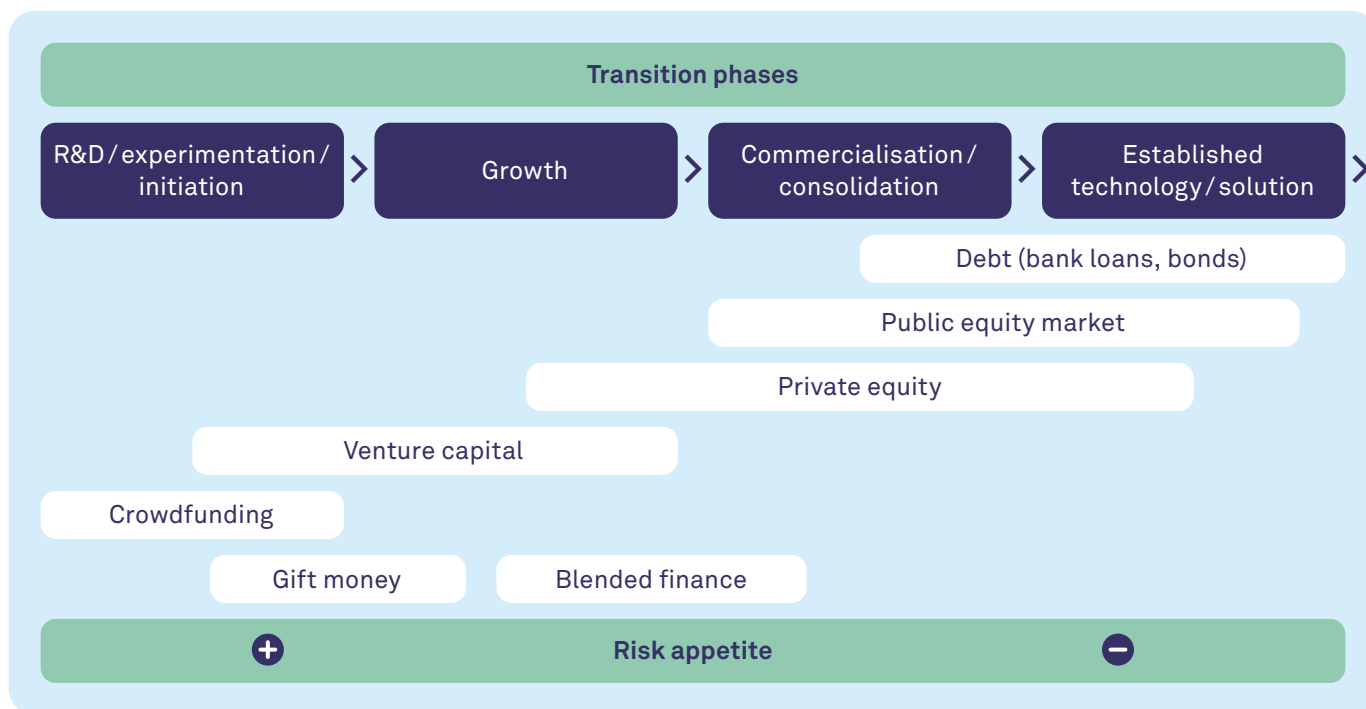 Transition phases
R&D/experimentation/
initiation
Growth
Commercialisation/
consolidation
Established
technology/solution
Debt (bank loans, bonds)
Public equity market
Private equity
Venture capital
Crowdfunding
Gift money
Blended finance
Risk appetite